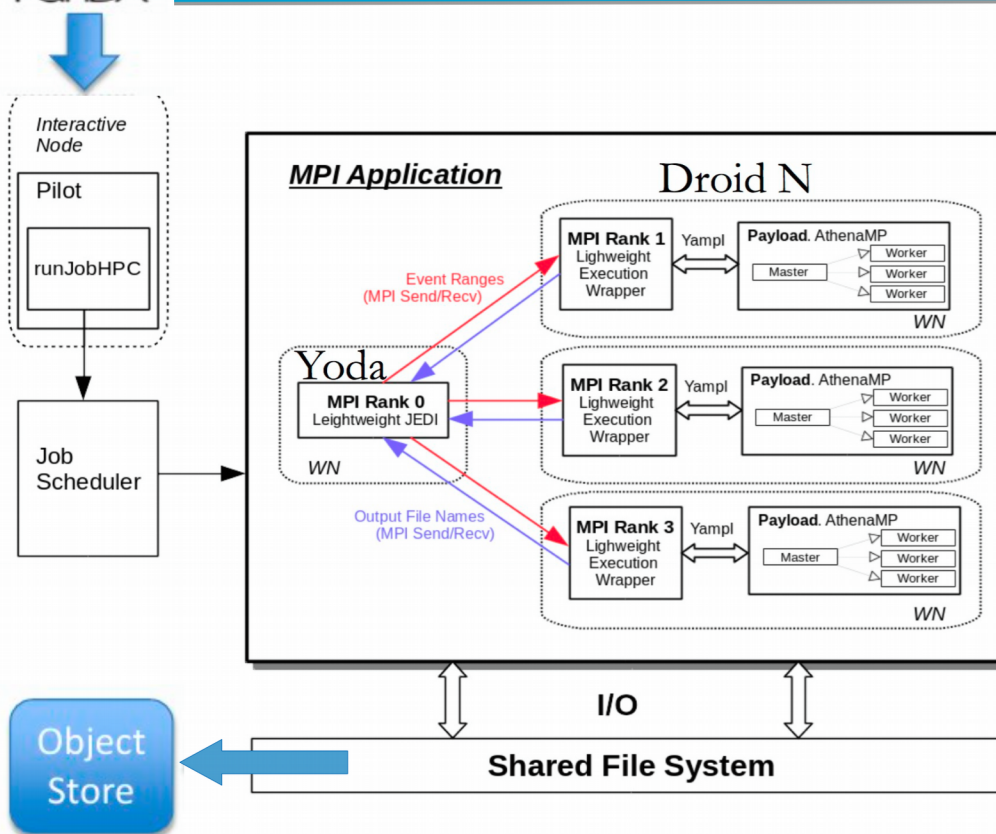 Interactive
Node
Pilot
runJobHPC
Job
Scheduler
MPI Application
Droid N
Event Ranges
(MPI Send/Recv)
Yoda
MPI Rank 0
Leightweight JEDI
WN
Output File Names
(MPI Send/Recv)
MPI Rank 1
Lighweight
Execution
Wrapper
Yampl
Payload. AthenaMP
Master
Worker
Worker
Worker
WN
MPI Rank 2
Lighweight
Execution
Wrapper
Yampl
Payload. AthenaMP
Master
Worker
Worker
Worker
WN
MPI Rank 3
Lighweight
Execution
Wrapper
Yampl
Payload. AthenaMP
Master
Worker
Worker
Worker
WN
I/O
Shared File System
Object
Store